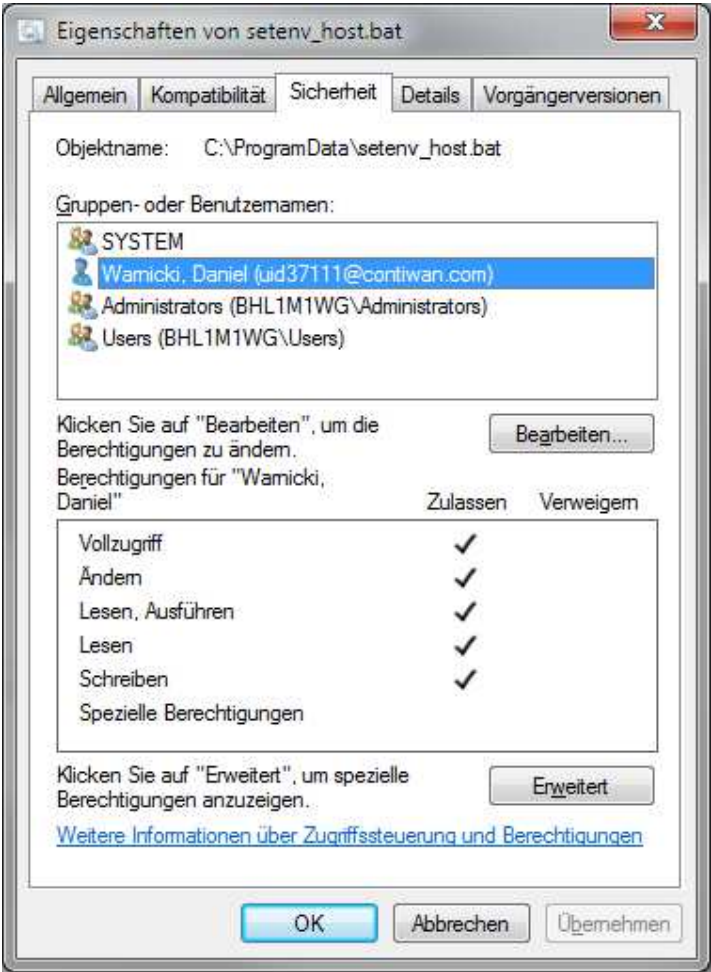 Eigenschaften von setenv_host.bat
x
Allgemein Kompatibilität Sicherheit Details Vorgängerversionen
Objektname: C:\ProgramData\setenv_host.bat
Gruppen- oder Benutzernamen:
SYSTEM
Warnicki, Daniel (uid37111@contiwan.com)
Administrators (BHL1M1WG\Administrators)
Users (BHL1M1WG\Users)
Klicken Sie auf "Bearbeiten", um die
Berechtigungen zu ändern.
Bearbeiten...
Berechtigungen für "Warnicki,
Daniel"
Zulassen Verweigern
Vollzugriff
Ändern
Lesen, Ausführen
Lesen
Schreiben
Spezielle Berechtigungen
Klicken Sie auf "Erweitert", um spezielle
Berechtigungen anzuzeigen.
Erweitert
Weitere Informationen über Zugriffssteuerung und Berechtigungen
OK Abbrechen Übernehmen